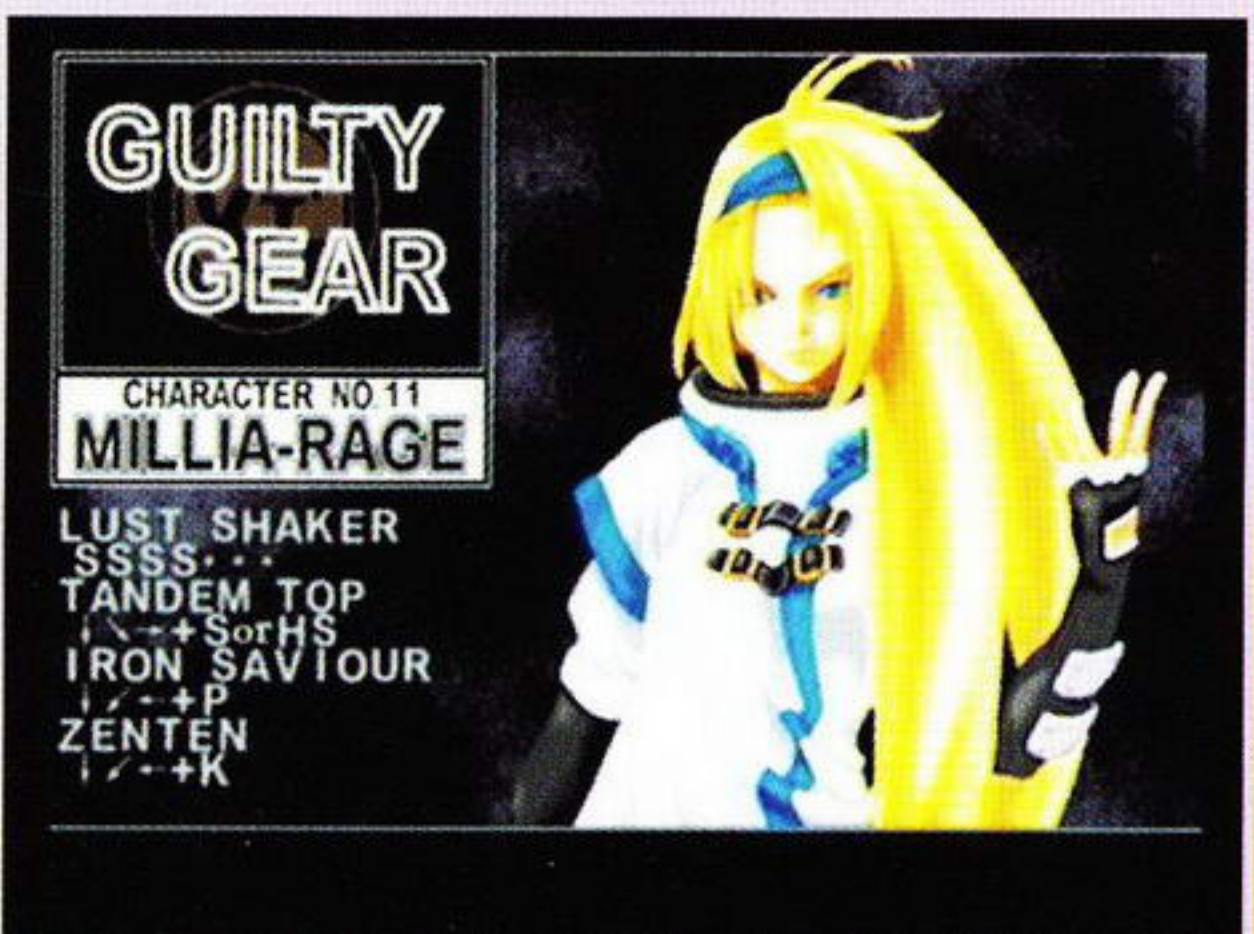 GUILTY
GEAR
CHARACTER NO.11
MILLIA-RAGE
LUST SHAKER
SSSS···
TANDEM TOP
↓↘→+SorHS
IRON SAVIOUR
↓↙←+P
ZENTEN
↓↙←+K